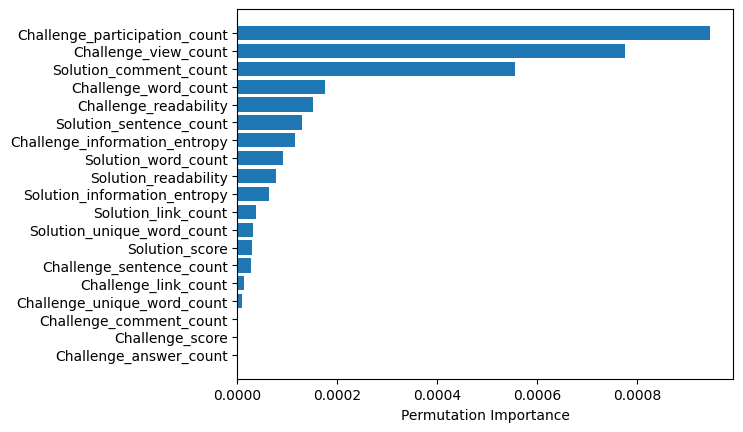 Challenge_participation_count
Challenge_view_count
Solution_comment_count
Challenge_word_count
Challenge_readability
Solution_sentence_count
Challenge_information_entropy
Solution_word_count
Solution_readability
Solution_information_entropy
Solution_link_count
Solution_unique_word_count
Solution_score
Challenge_sentence_count
Challenge_link_count
Challenge_unique_word_count
Challenge_comment_count
Challenge_score
Challenge_answer_count
0.0000 0.0002 0.0004 0.0006 0.0008
Permutation Importance